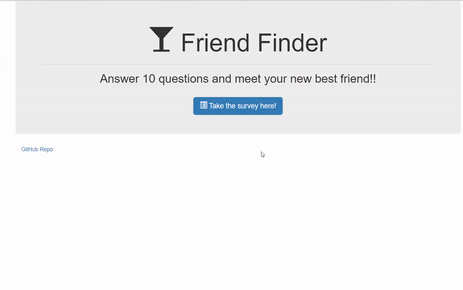 Friend Finder
Answer 10 questions and meet your new best friend!!
Take the survey here!
GitHub Repo